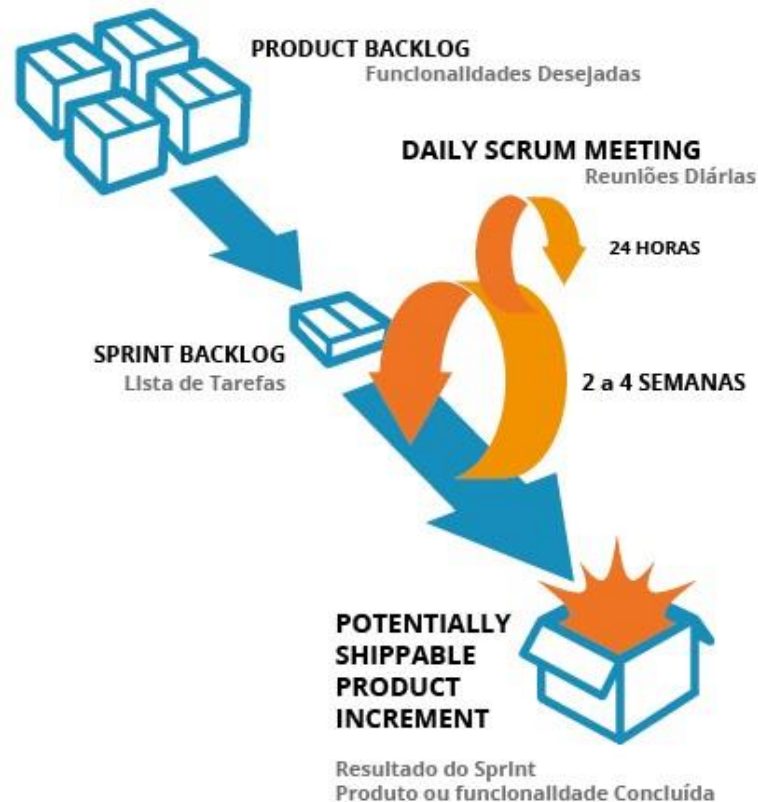 PRODUCT BACKLOG
Funcionalidades Desejadas
DAILY SCRUM MEETING
Reuniões Diárias
24 HORAS
SPRINT BACKLOG
Lista de Tarefas
2 a 4 SEMANAS
POTENTIALLY
SHIPPABLE
PRODUCT
INCREMENT
Resultado do Sprint
Produto ou funcionalidade Concluída